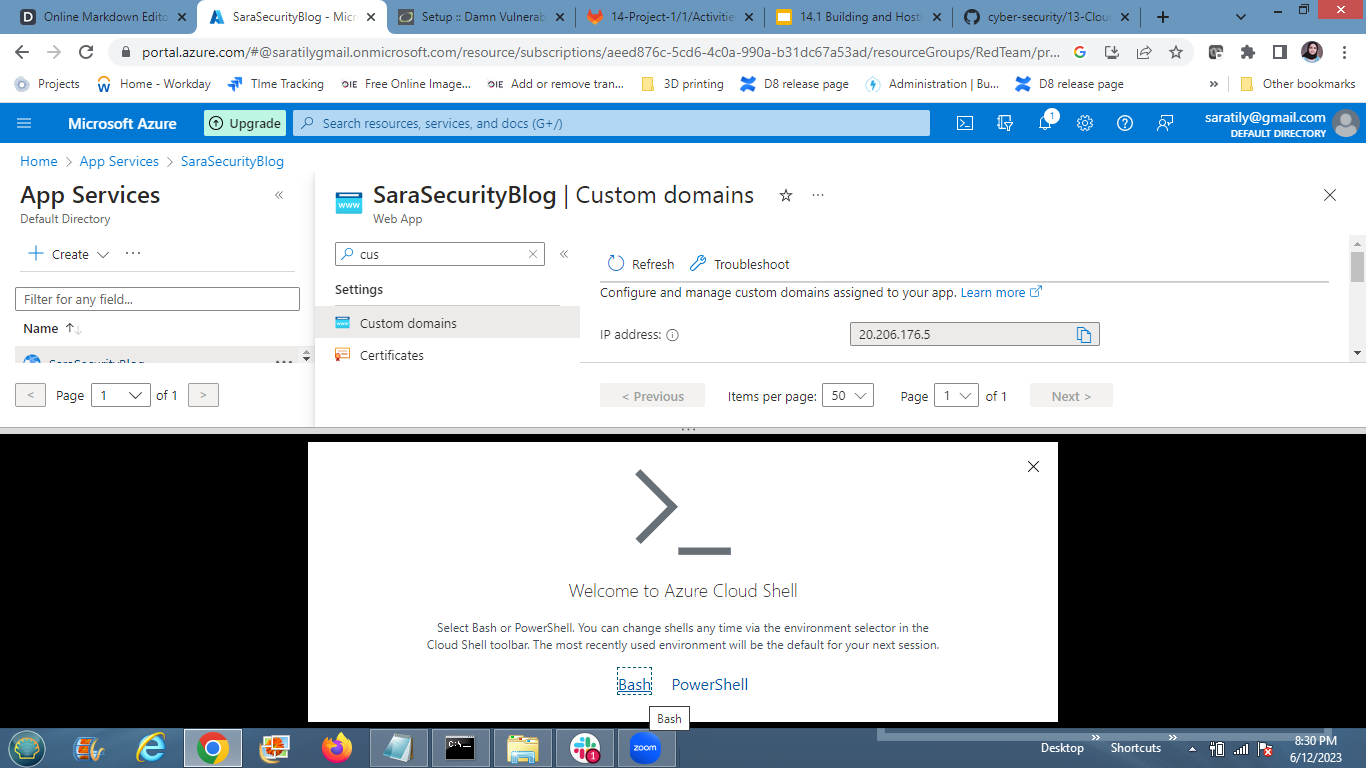 Online Markdown Edito
SaraSecurityBlog - Micr
Setup :: Damn Vulnerab
14-Project-1/1/Activitie
14.1 Building and Hosti
cyber-security/13-Clou
portal.azure.com/#@saratilygmail.onmicrosoft.com/resource/subscriptions/aeed876c-5cd6-4c0a-990a-b31dc67a53ad/resourceGroups/RedTeam/pr...
Projects
Home - Workday
TIme Tracking
OIE Free Online Image...
OIE Add or remove tran...
3D printing
D8 release page
Administration | Bu...
D8 release page
»
Other bookmarks
Microsoft Azure
Upgrade
Search resources, services, and docs (G+/)
1
saratily@gmail.com
DEFAULT DIRECTORY
Home > App Services > SaraSecurityBlog
App Services
«
Default Directory
+ Create
...
Filter for any field...
Name ↑↓
SaraSecurityBlog
...
< Page 1 of 1 >
www
SaraSecurityBlog | Custom domains
...
Web App
cus
«
Settings
www
Custom domains
Certificates
Refresh
Troubleshoot
Configure and manage custom domains assigned to your app. Learn more
IP address:
20.206.176.5
< Previous
Items per page: 50
Page 1 of 1
Next >
Welcome to Azure Cloud Shell
Select Bash or PowerShell. You can change shells any time via the environment selector in the
Cloud Shell toolbar. The most recently used environment will be the default for your next session.
Bash
PowerShell
Bash
C:\_
1
zoom
Desktop »
Shortcuts »
8:30 PM
6/12/2023